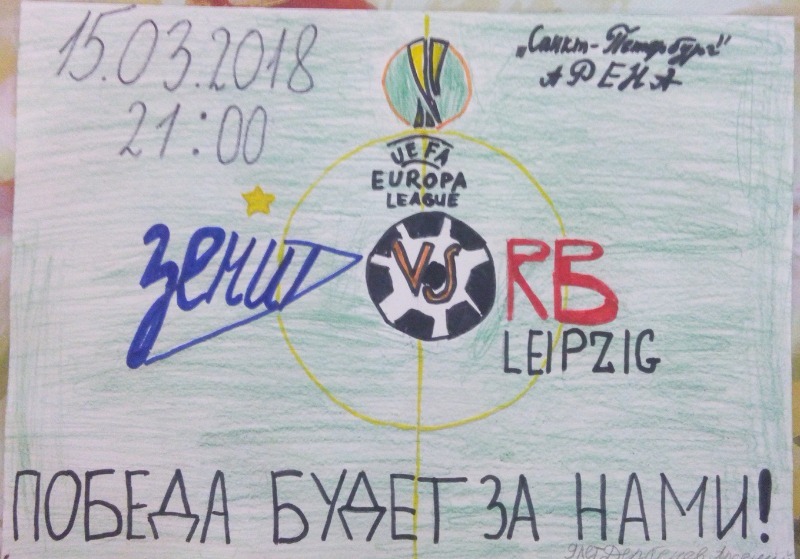 15.03.2018
21:00
„Санкт-Петербург"
АРЕНА
UEFA
EUROPA
LEAGUE
Зенит
VS
RB
LEIPZIG
ПОБЕДА БУДЕТ ЗА НАМИ!